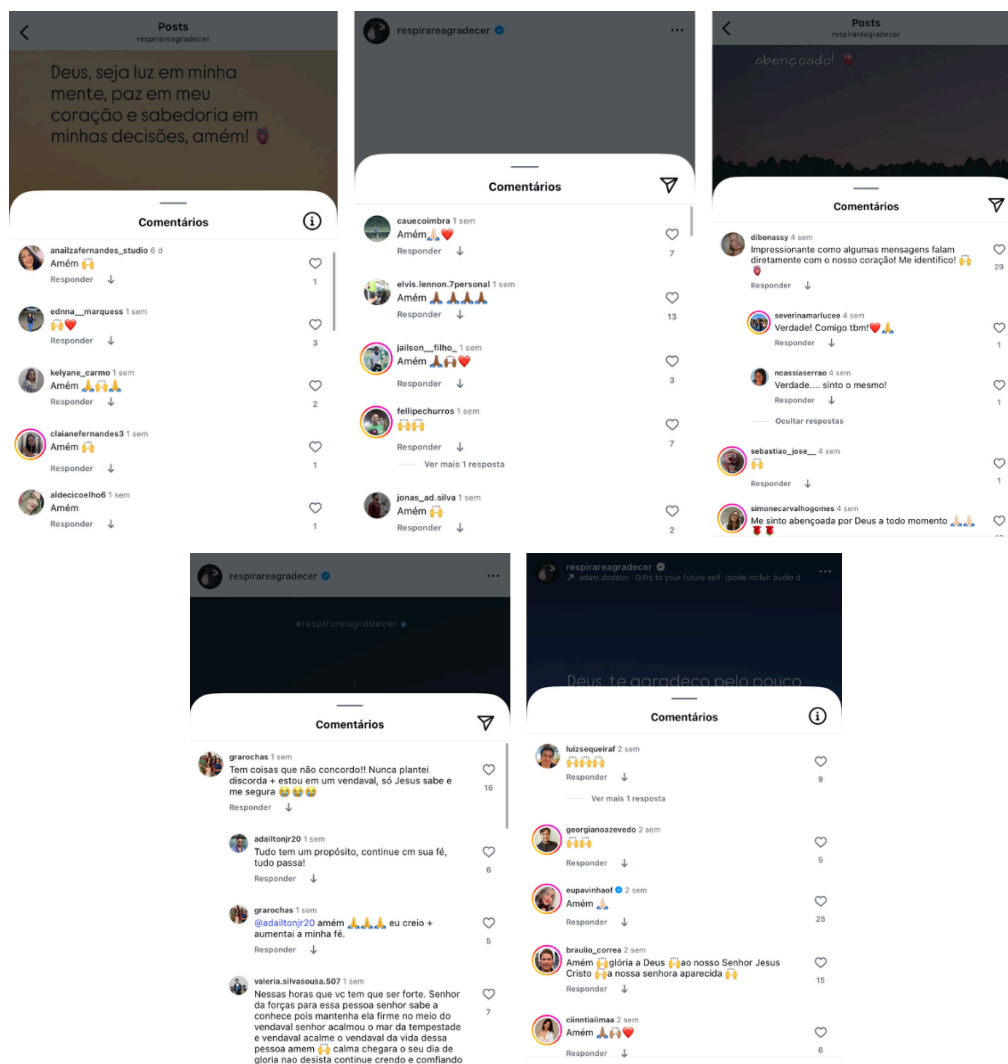 Posts
respirareagradecer
Deus, seja luz em minha
mente, paz em meu
coração e sabedoria em
minhas decisões, amém! 🫀
Comentários
anailzafernandes_studio 6 d
Amém 🙌
Responder
1
ednna__marquess 1 sem
🙌❤️
Responder
3
kelyane_carmo 1 sem
Amém 🙏🙌🙏
Responder
2
claianefernandes3 1 sem
Amém 🙌
Responder
1
aldecicoelho6 1 sem
Amém
Responder
1
respirareagradecer
Comentários
cauecoimbra 1 sem
Amém🙏🏻❤️
Responder
7
elvis.lennon.7personal 1 sem
Amém 🙏🏾🙏🏾🙏🏾🙏🏾
Responder
13
jailson__filho_ 1 sem
Amém 🙏🏾🙌🏾❤️
Responder
3
fellipechurros 1 sem
🙌🙌
Responder
7
Ver mais 1 resposta
jonas_ad.silva 1 sem
Amém 🙌
Responder
2
Posts
respirareagradecer
abençoado! 🫀
Comentários
dibenassy 4 sem
Impressionante como algumas mensagens falam
diretamente com o nosso coração! Me identifico! 🙌
🫀
Responder
29
severinamarlucee 4 sem
Verdade! Comigo tbm!❤️🙏
Responder
1
ncassiaserrao 4 sem
Verdade.... sinto o mesmo!
Responder
1
Ocultar respostas
sebastiao_jose__ 4 sem
🙌
Responder
1
simonecarvalhogomes 4 sem
Me sinto abençoada por Deus a todo momento 🙏🏻🙏🏻
🌹🌹
respirareagradecer
@respirareagradecer
Comentários
grarochas 1 sem
Tem coisas que não concordo!! Nunca plantei
discorda + estou em um vendaval, só Jesus sabe e
me segura 😭😭😭
Responder
16
adailtonjr20 1 sem
Tudo tem um propósito, continue cm sua fé,
tudo passa!
Responder
6
grarochas 1 sem
@adailtonjr20 amém 🙏🙏🙏 eu creio +
aumentai a minha fé.
Responder
5
valeria.silvasousa.507 1 sem
Nessas horas que vc tem que ser forte. Senhor
da forças para essa pessoa senhor sabe a
conhece pois mantenha ela firme no meio do
vendaval senhor acalmou o mar da tempestade
e vendaval acalme o vendaval da vida dessa
pessoa amem 🙌 calma chegara o seu dia de
gloria nao desista continue crendo e comfiando
7
respirareagradecer
adam.dodson · Gifts to your future self (pode incluir áudio d
Deus, te agradeço pelo pouco
Comentários
luizsequeiraf 2 sem
🙌🙌🙌
Responder
9
Ver mais 1 resposta
georgianoazevedo 2 sem
🙌🙌
Responder
5
eupavinhaof 2 sem
Amém 🙏🏻
Responder
25
braulio_correa 2 sem
Amém 🙌glória a Deus 🙌ao nosso Senhor Jesus
Cristo 🙌a nossa senhora aparecida 🙌
Responder
15
ciinntialimaa 2 sem
Amém 🙏🏾🙌🏾❤️
Responder
6